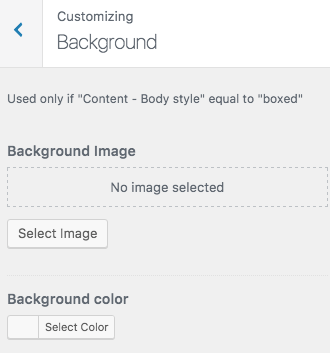 Customizing
Background
Used only if "Content - Body style" equal to "boxed"
Background Image
No image selected
Select Image
Background color
Select Color